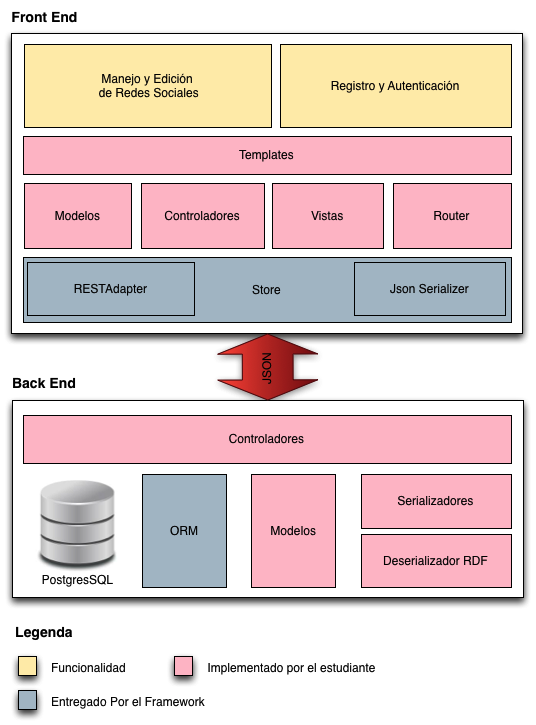 Front End
Manejo y Edición
de Redes Sociales
Registro y Autenticación
Templates
Modelos
Controladores
Vistas
Router
RESTAdapter
Store
Json Serializer
JSON
Back End
Controladores
PostgresSQL
ORM
Modelos
Serializadores
Deserializador RDF
Legenda
Funcionalidad
Implementado por el estudiante
Entregado Por el Framework